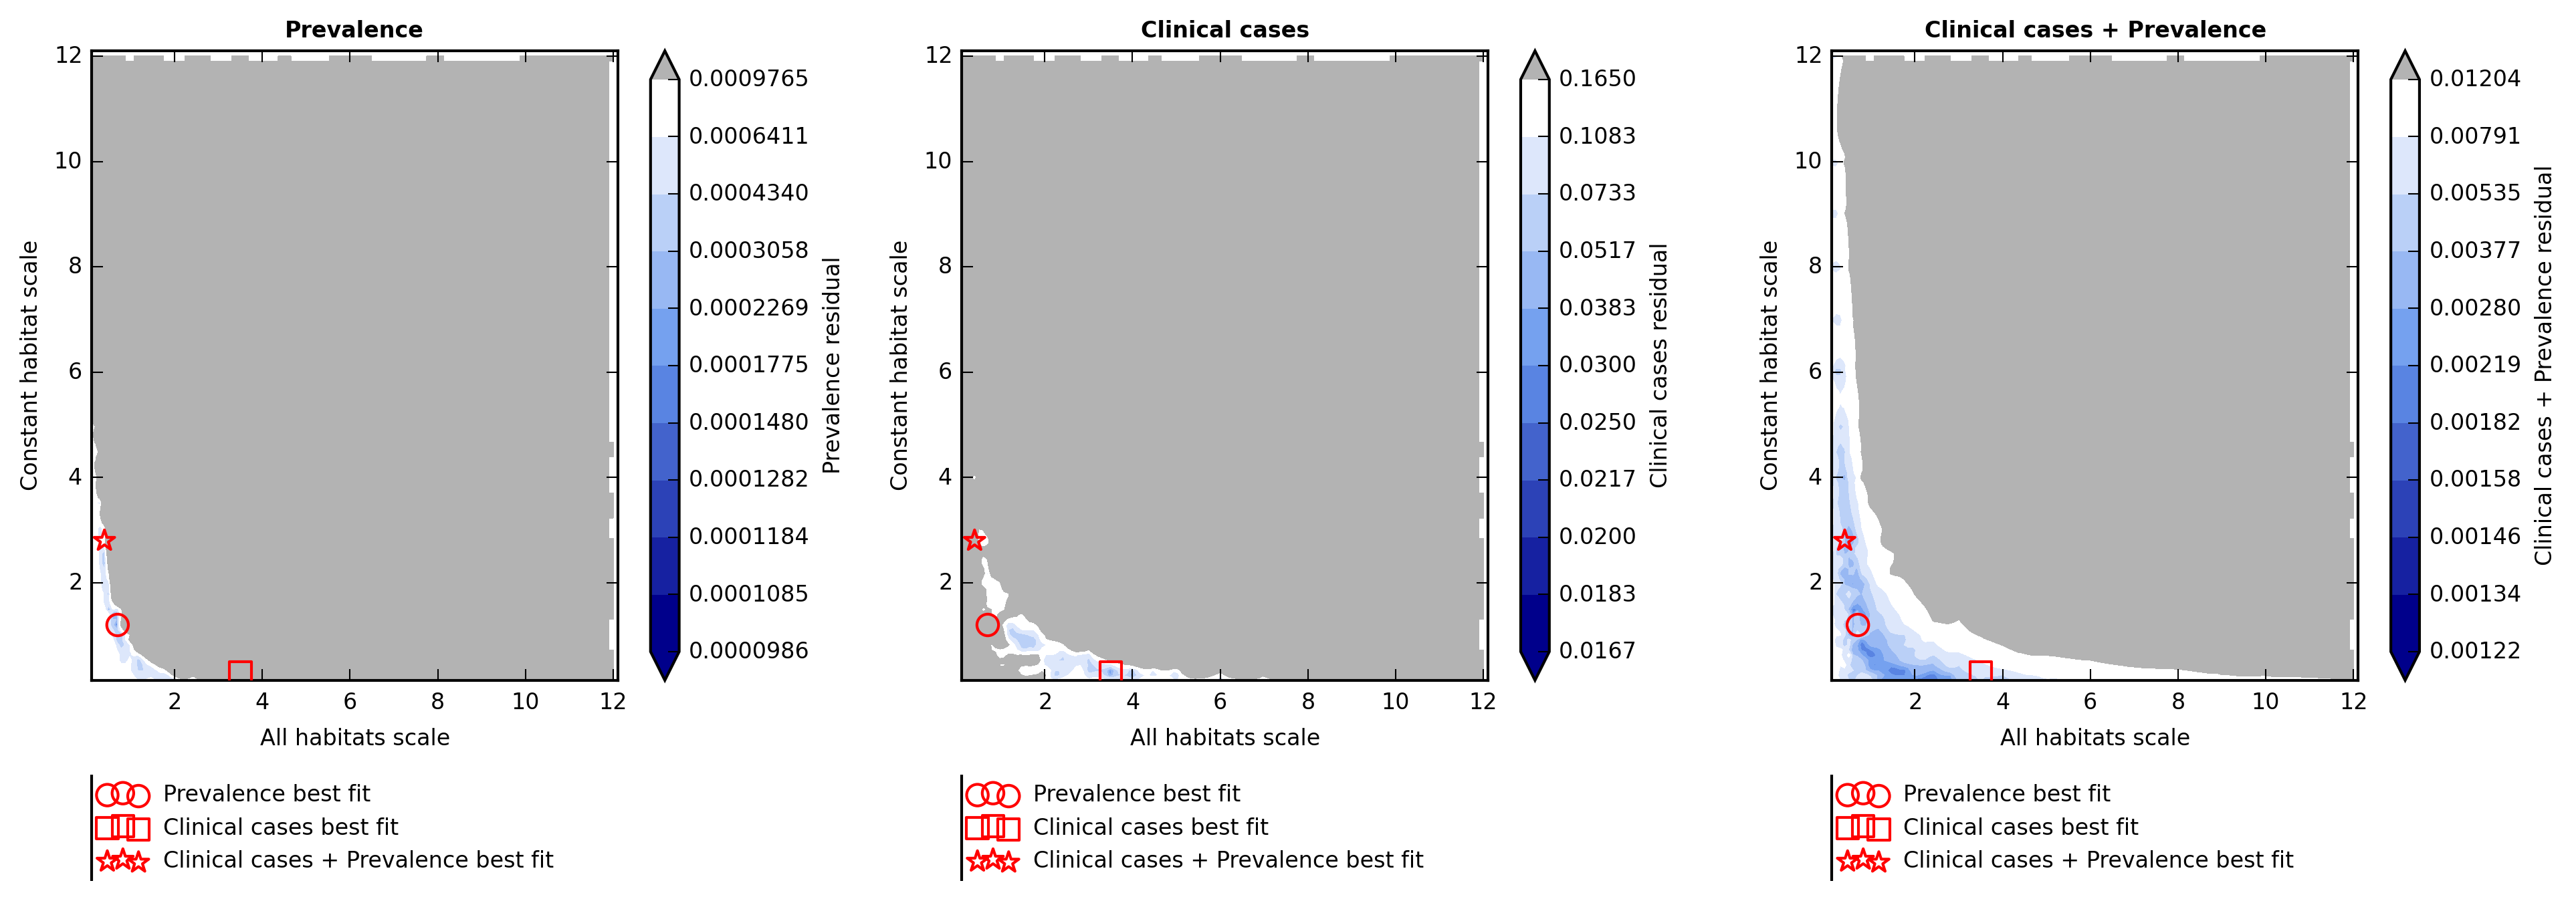 Prevalence
Clinical cases
Clinical cases + Prevalence
12
10
8
6
4
2
Constant habitat scale
2 4 6 8 10 12
All habitats scale
0.0009765
0.0006411
0.0004340
0.0003058
0.0002269
0.0001775
0.0001480
0.0001282
0.0001184
0.0001085
0.0000986
Prevalence residual
12
10
8
6
4
2
Constant habitat scale
2 4 6 8 10 12
All habitats scale
0.1650
0.1083
0.0733
0.0517
0.0383
0.0300
0.0250
0.0217
0.0200
0.0183
0.0167
Clinical cases residual
12
10
8
6
4
2
Constant habitat scale
2 4 6 8 10 12
All habitats scale
0.01204
0.00791
0.00535
0.00377
0.00280
0.00219
0.00182
0.00158
0.00146
0.00134
0.00122
Clinical cases + Prevalence residual
Prevalence best fit
Clinical cases best fit
Clinical cases + Prevalence best fit
Prevalence best fit
Clinical cases best fit
Clinical cases + Prevalence best fit
Prevalence best fit
Clinical cases best fit
Clinical cases + Prevalence best fit